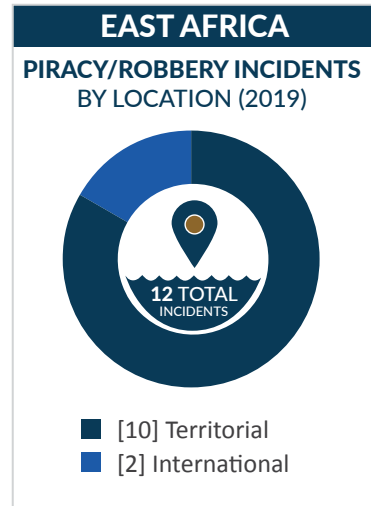 EAST AFRICA
PIRACY/ROBBERY INCIDENTS
BY LOCATION (2019)
12 TOTAL
INCIDENTS
[10] Territorial
[2] International